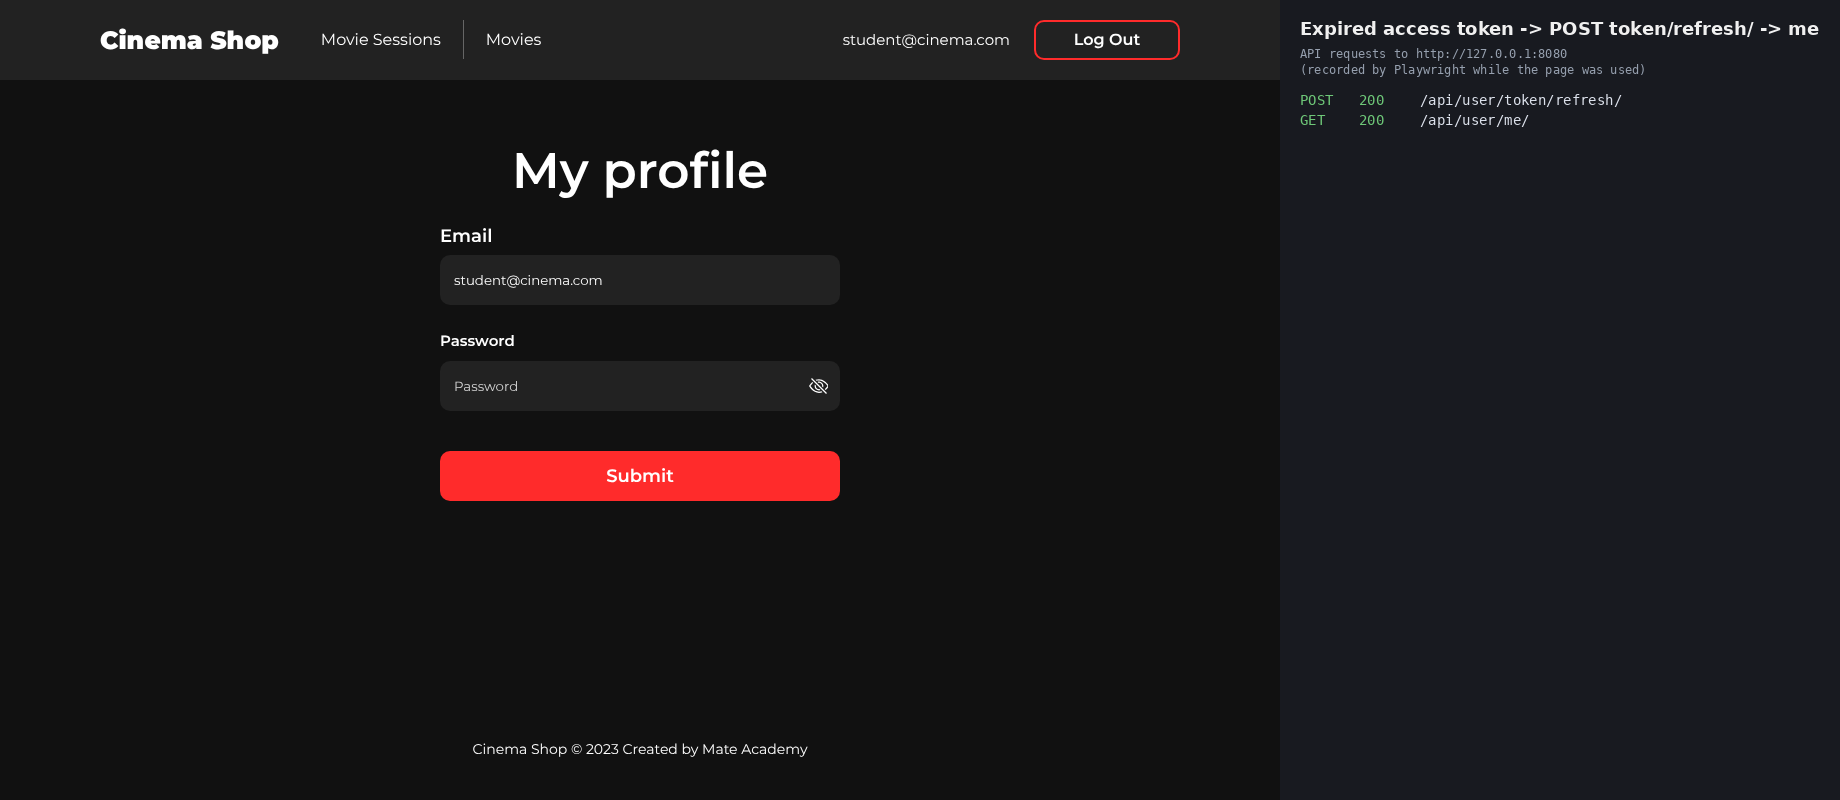 Cinema Shop
Movie Sessions
Movies
student@cinema.com
Log Out
My profile
Email
student@cinema.com
Password
Password
Submit
Cinema Shop © 2023 Created by Mate Academy
Expired access token -> POST token/refresh/ -> me
API requests to http://127.0.0.1:8080
(recorded by Playwright while the page was used)
POST 200 /api/user/token/refresh/
GET 200 /api/user/me/